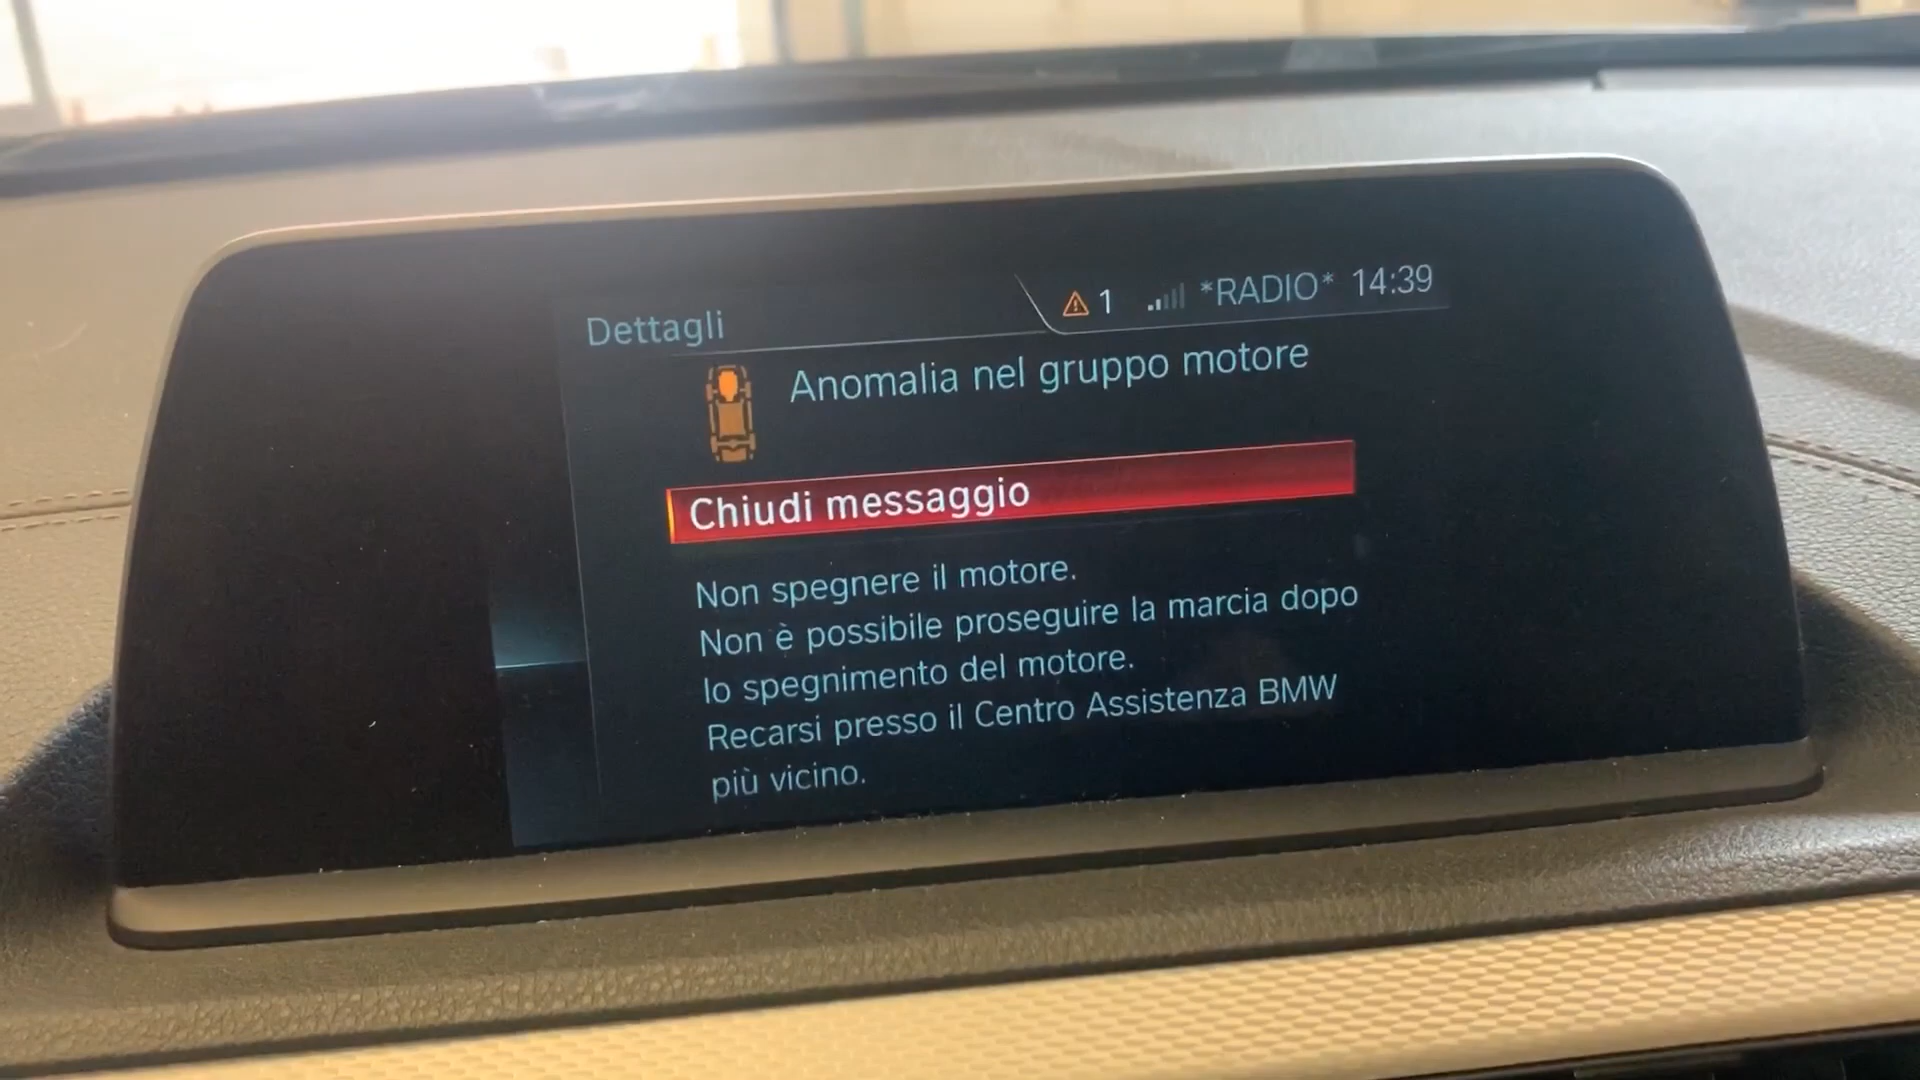 Dettagli
1 *RADIO* 14:39
Anomalia nel gruppo motore
Chiudi messaggio
Non spegnere il motore.
Non è possibile proseguire la marcia dopo
lo spegnimento del motore.
Recarsi presso il Centro Assistenza BMW
più vicino.